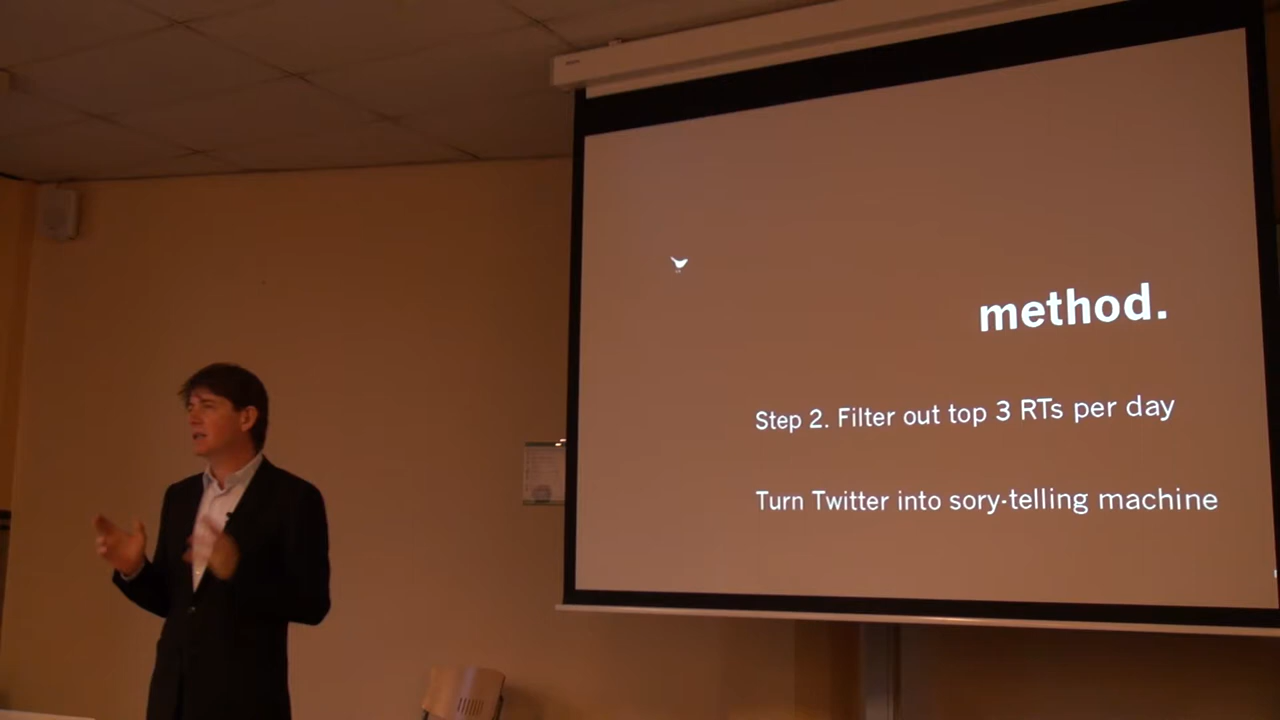 method.
Step 2. Filter out top 3 RTs per day
Turn Twitter into sory-telling machine